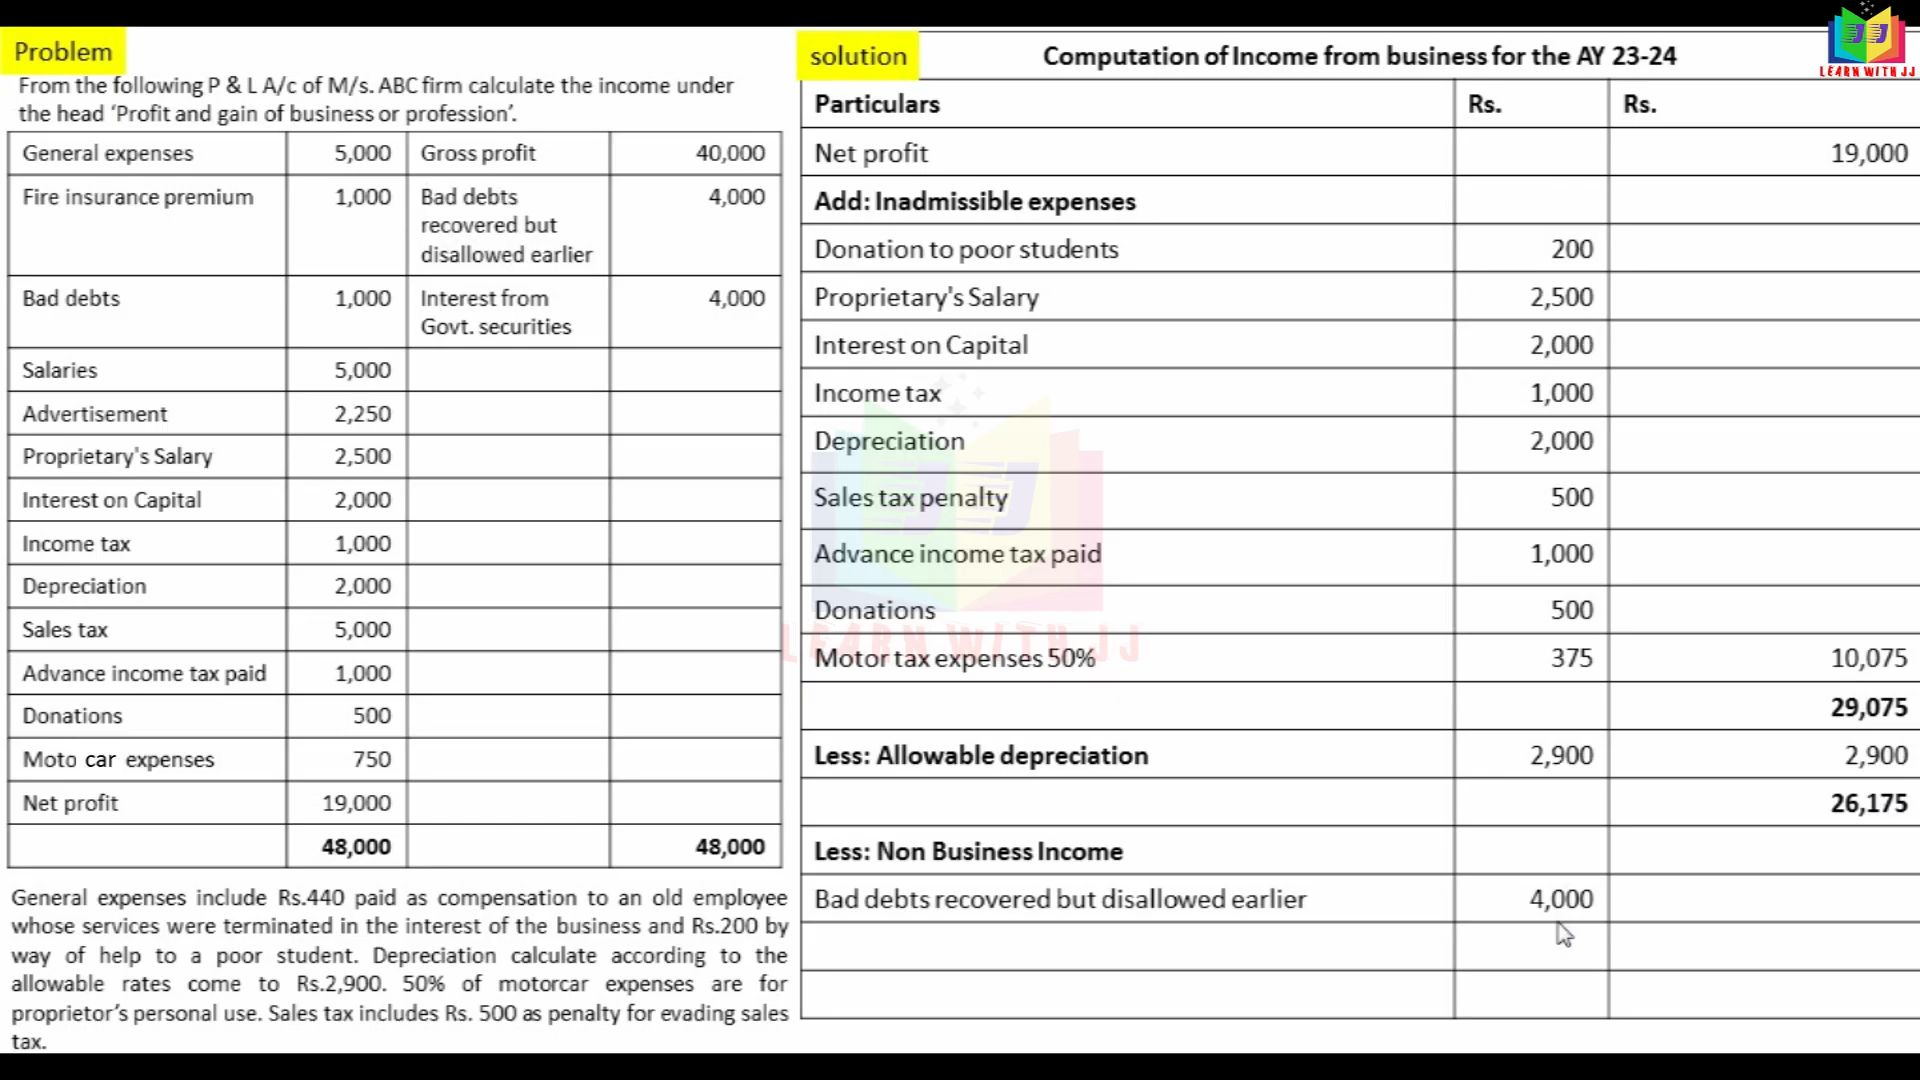 Problem
From the following P & L A/c of M/s. ABC firm calculate the income under
the head ‘Profit and gain of business or profession’.
General expenses 5,000 Gross profit 40,000
Fire insurance premium 1,000 Bad debts 4,000
recovered but
disallowed earlier
Bad debts 1,000 Interest from 4,000
Govt. securities
Salaries 5,000
Advertisement 2,250
Proprietary's Salary 2,500
Interest on Capital 2,000
Income tax 1,000
Depreciation 2,000
Sales tax 5,000
Advance income tax paid 1,000
Donations 500
Moto car expenses 750
Net profit 19,000
48,000 48,000
General expenses include Rs.440 paid as compensation to an old employee
whose services were terminated in the interest of the business and Rs.200 by
way of help to a poor student. Depreciation calculate according to the
allowable rates come to Rs.2,900. 50% of motorcar expenses are for
proprietor’s personal use. Sales tax includes Rs. 500 as penalty for evading sales
tax.
solution
Computation of Income from business for the AY 23-24
Particulars Rs. Rs.
Net profit 19,000
Add: Inadmissible expenses
Donation to poor students 200
Proprietary's Salary 2,500
Interest on Capital 2,000
Income tax 1,000
Depreciation 2,000
Sales tax penalty 500
Advance income tax paid 1,000
Donations 500
Motor tax expenses 50% 375 10,075
29,075
Less: Allowable depreciation 2,900 2,900
26,175
Less: Non Business Income
Bad debts recovered but disallowed earlier 4,000
JJ
LEARN WITH JJ
JJ
LEARN WITH JJ